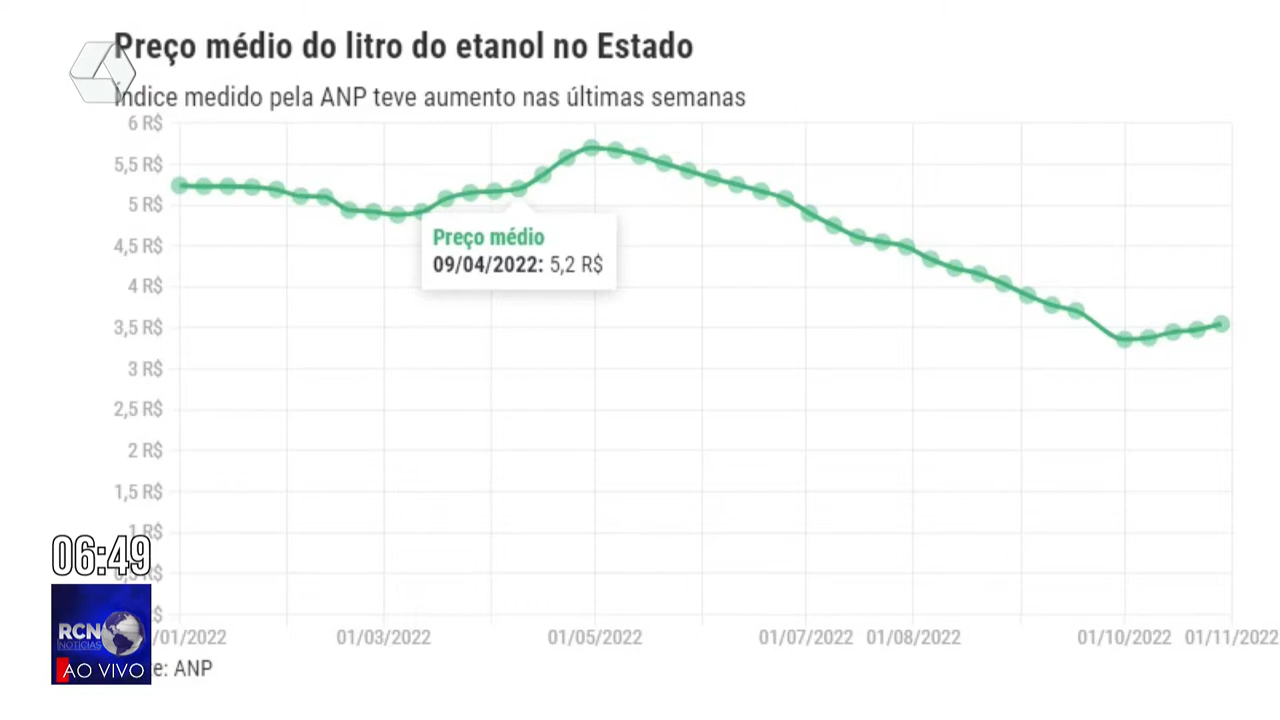 Preço médio do litro do etanol no Estado
Índice medido pela ANP teve aumento nas últimas semanas
6 R$
5,5 R$
5 R$
4,5 R$
4 R$
3,5 R$
3 R$
2,5 R$
2 R$
1,5 R$
1 R$
R$
Preço médio
09/04/2022: 5,2 R$
06:49
RCN
NOTÍCIAS
AO VIVO
/01/2022
01/03/2022
01/05/2022
01/07/2022
01/08/2022
01/10/2022
01/11/2022
e: ANP